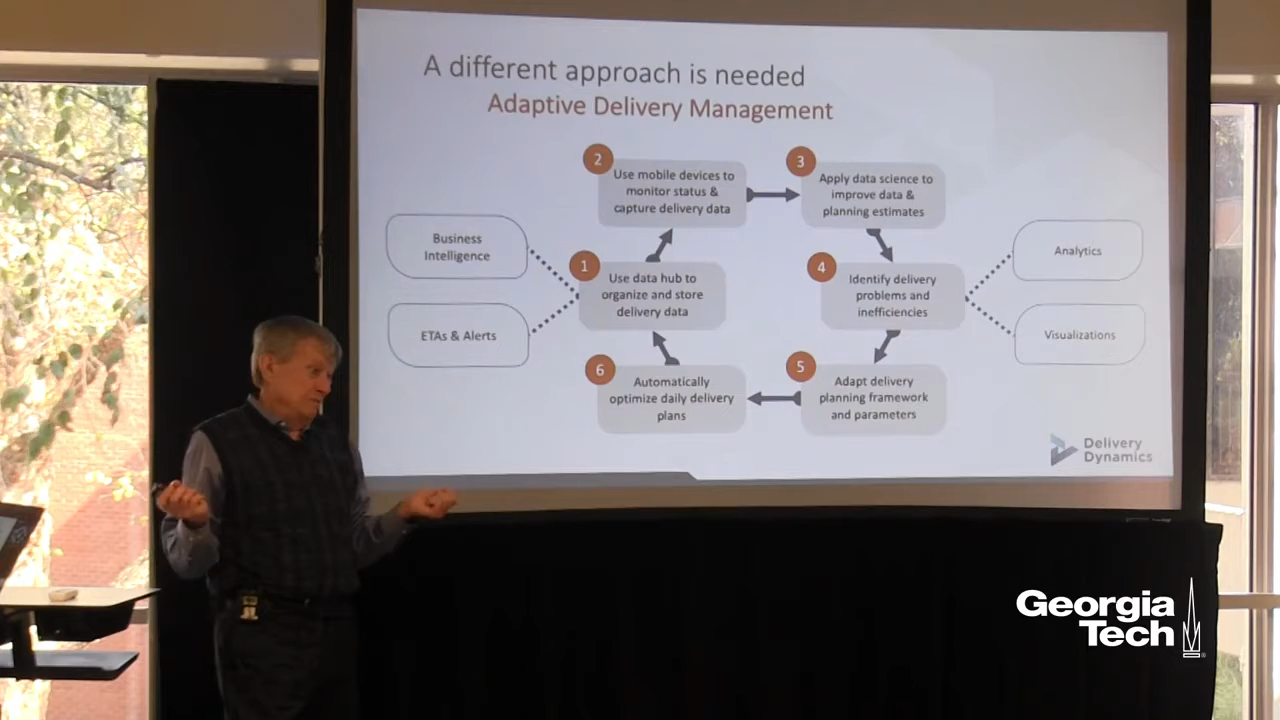 A different approach is needed
Adaptive Delivery Management
2
Use mobile devices to
monitor status &
capture delivery data
3
Apply data science to
improve data &
planning estimates
Business
Intelligence
1
Use data hub to
organize and store
delivery data
4
Identify delivery
problems and
inefficiencies
Analytics
ETAs & Alerts
Visualizations
6
Automatically
optimize daily delivery
plans
5
Adapt delivery
planning framework
and parameters
Delivery
Dynamics
Georgia
Tech